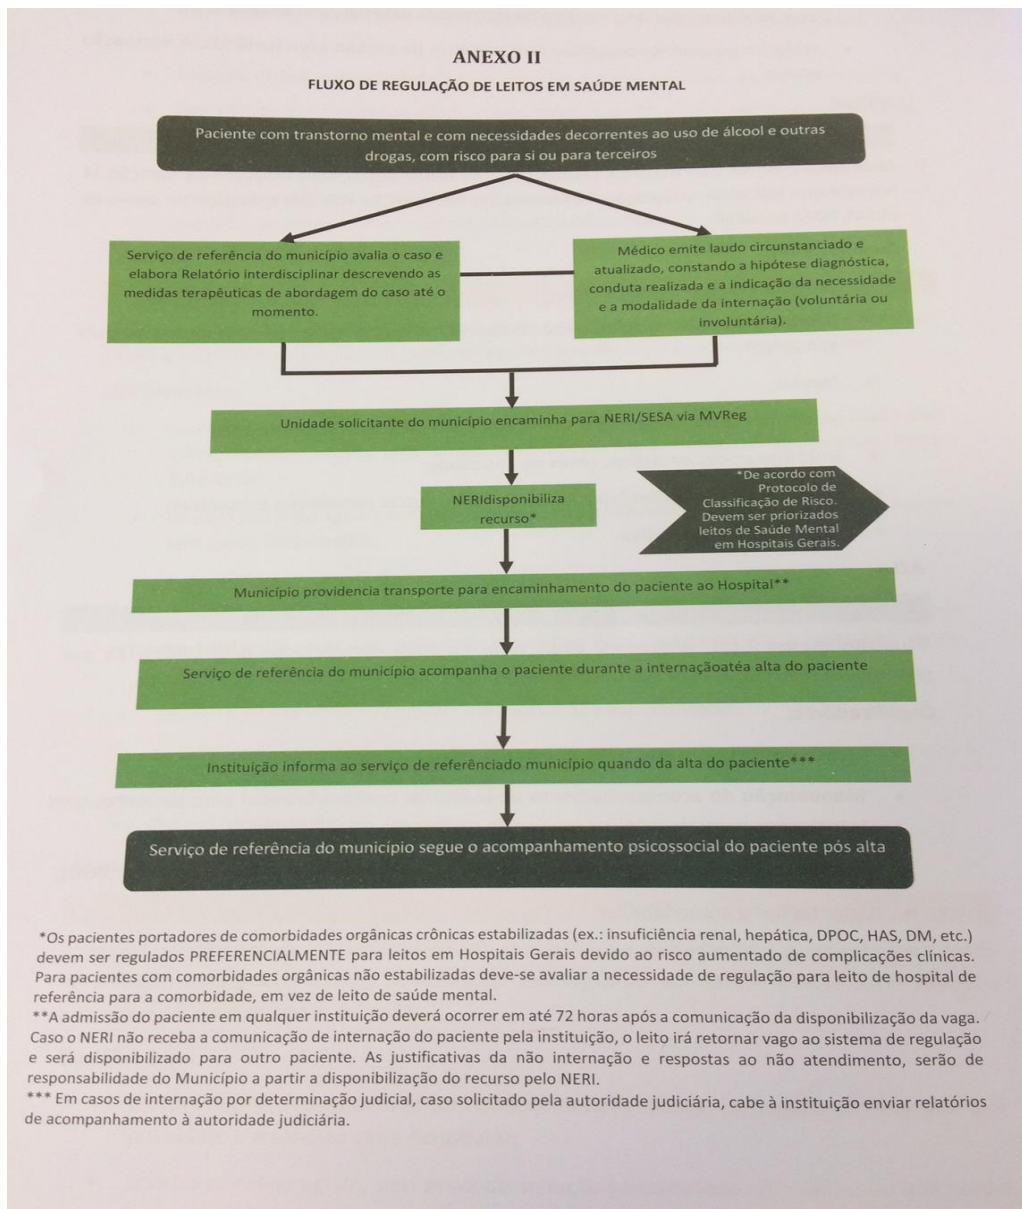 ANEXO II
FLUXO DE REGULAÇÃO DE LEITOS EM SAÚDE MENTAL
Paciente com transtorno mental e com necessidades decorrentes ao uso de álcool e outras
drogas, com risco para si ou para terceiros
Serviço de referência do município avalia o caso e
elabora Relatório interdisciplinar descrevendo as
medidas terapêuticas de abordagem do caso até o
momento.
Médico emite laudo circunstanciado e
atualizado, constando a hipótese diagnóstica,
conduta realizada e a indicação da necessidade
e a modalidade da internação (voluntária ou
involuntária).
Unidade solicitante do município encaminha para NERI/SESA via MVReg
NERIdisponibiliza
recurso*
*De acordo com
Protocolo de
Classificação de Risco.
Devem ser priorizados
leitos de Saúde Mental
em Hospitais Gerais.
Município providencia transporte para encaminhamento do paciente ao Hospital**
Serviço de referência do município acompanha o paciente durante a internaçãoatéa alta do paciente
Instituição informa ao serviço de referênciado município quando da alta do paciente***
Serviço de referência do município segue o acompanhamento psicossocial do paciente pós alta
*Os pacientes portadores de comorbidades orgânicas crônicas estabilizadas (ex.: insuficiência renal, hepática, DPOC, HAS, DM, etc.)
devem ser regulados PREFERENCIALMENTE para leitos em Hospitais Gerais devido ao risco aumentado de complicações clínicas.
Para pacientes com comorbidades orgânicas não estabilizadas deve-se avaliar a necessidade de regulação para leito de hospital de
referência para a comorbidade, em vez de leito de saúde mental.
**A admissão do paciente em qualquer instituição deverá ocorrer em até 72 horas após a comunicação da disponibilização da vaga.
Caso o NERI não receba a comunicação de internação do paciente pela instituição, o leito irá retornar vago ao sistema de regulação
e será disponibilizado para outro paciente. As justificativas da não internação e respostas ao não atendimento, serão de
responsabilidade do Município a partir a disponibilização do recurso pelo NERI.
*** Em casos de internação por determinação judicial, caso solicitado pela autoridade judiciária, cabe à instituição enviar relatórios
de acompanhamento à autoridade judiciária.